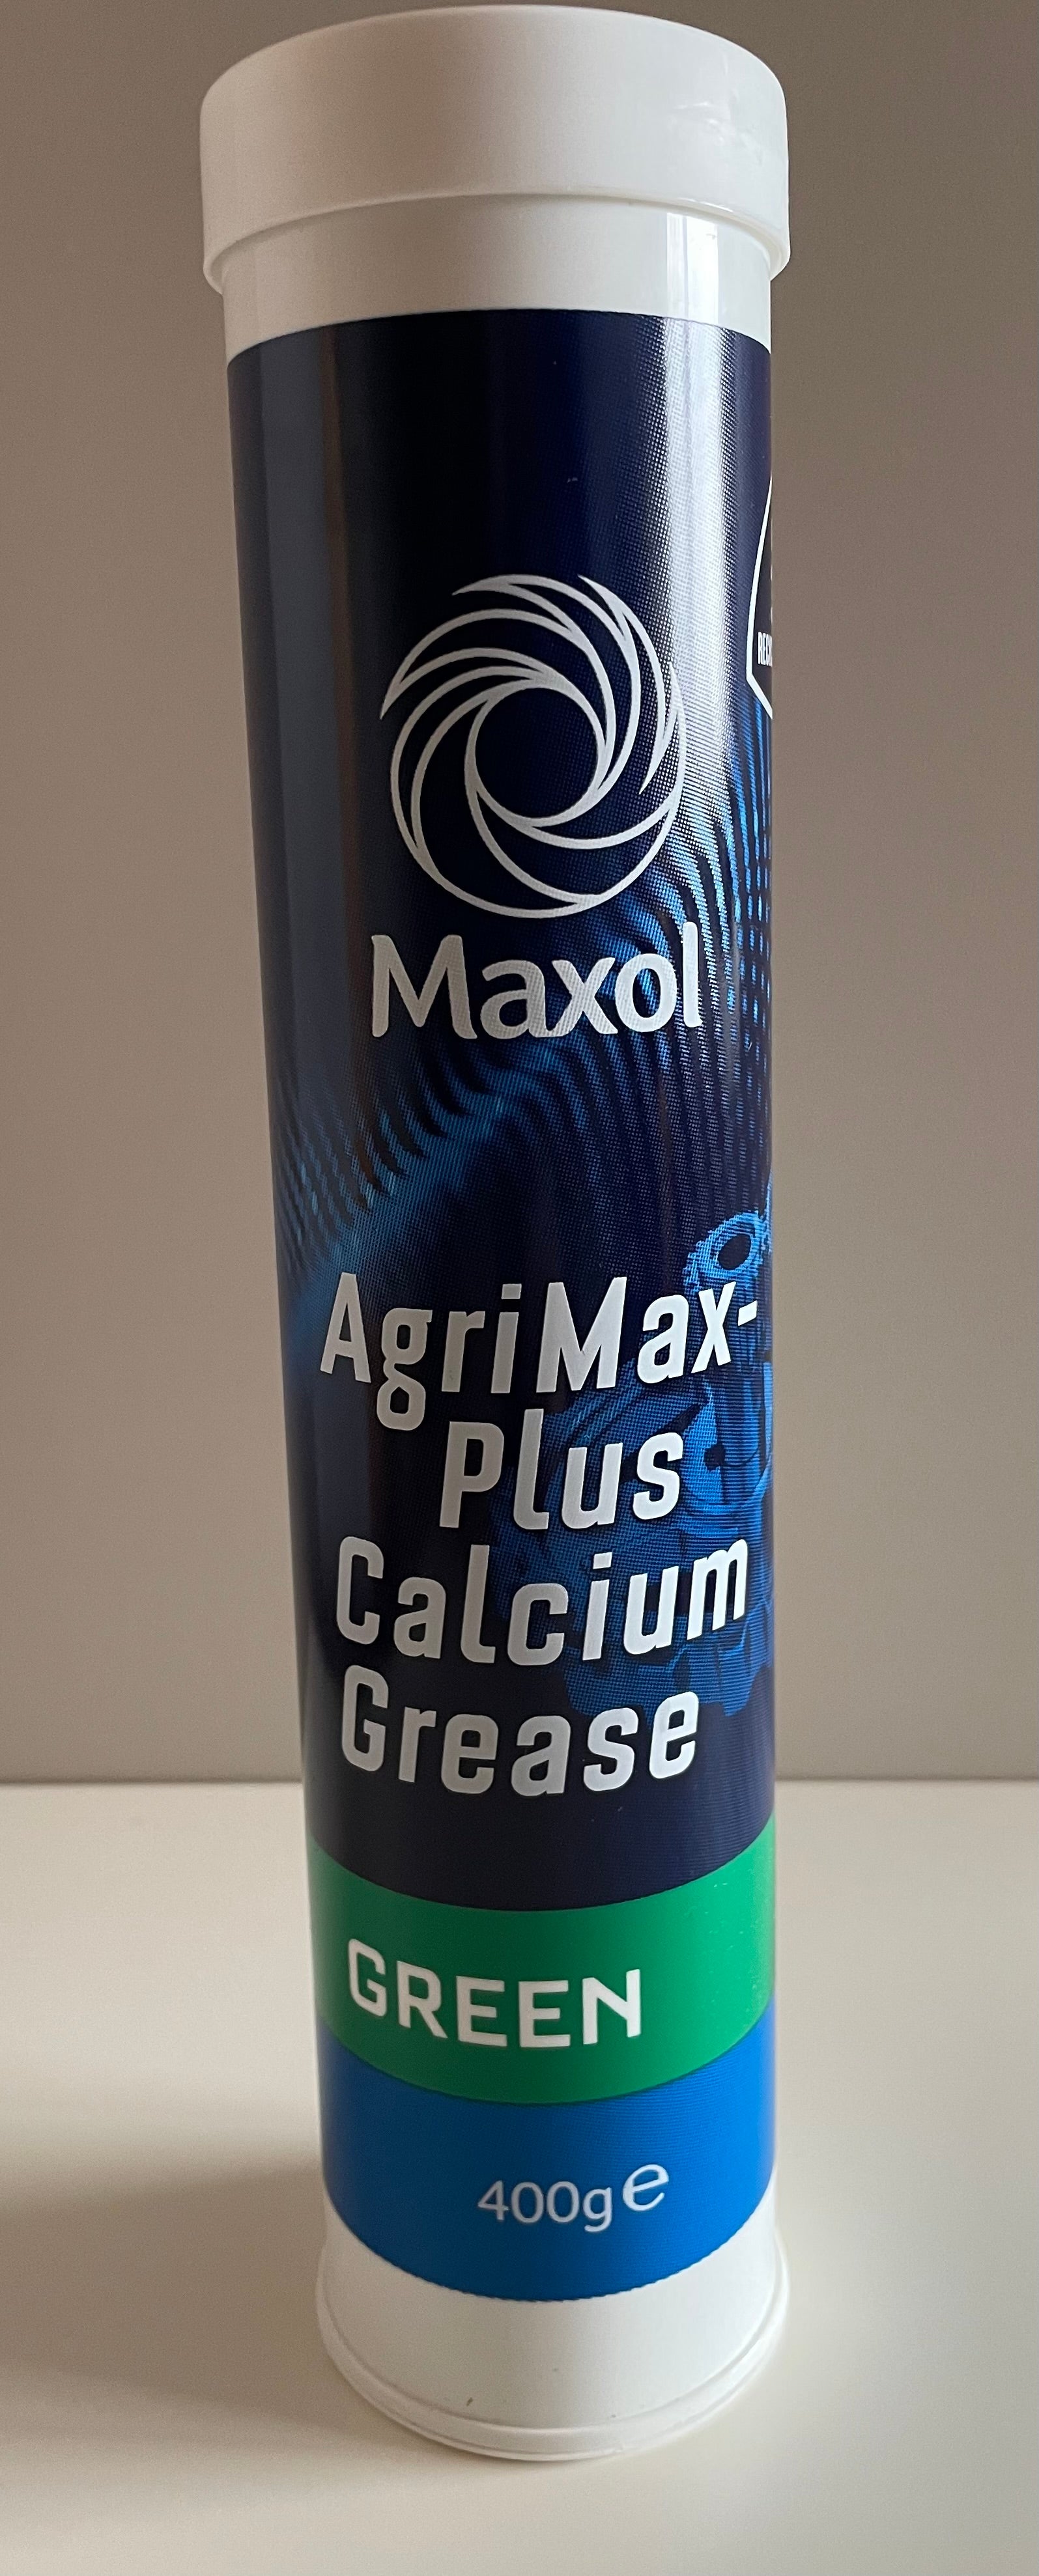 Maxol
AgriMax-
Plus
Calcium
Grease
GREEN
400g e